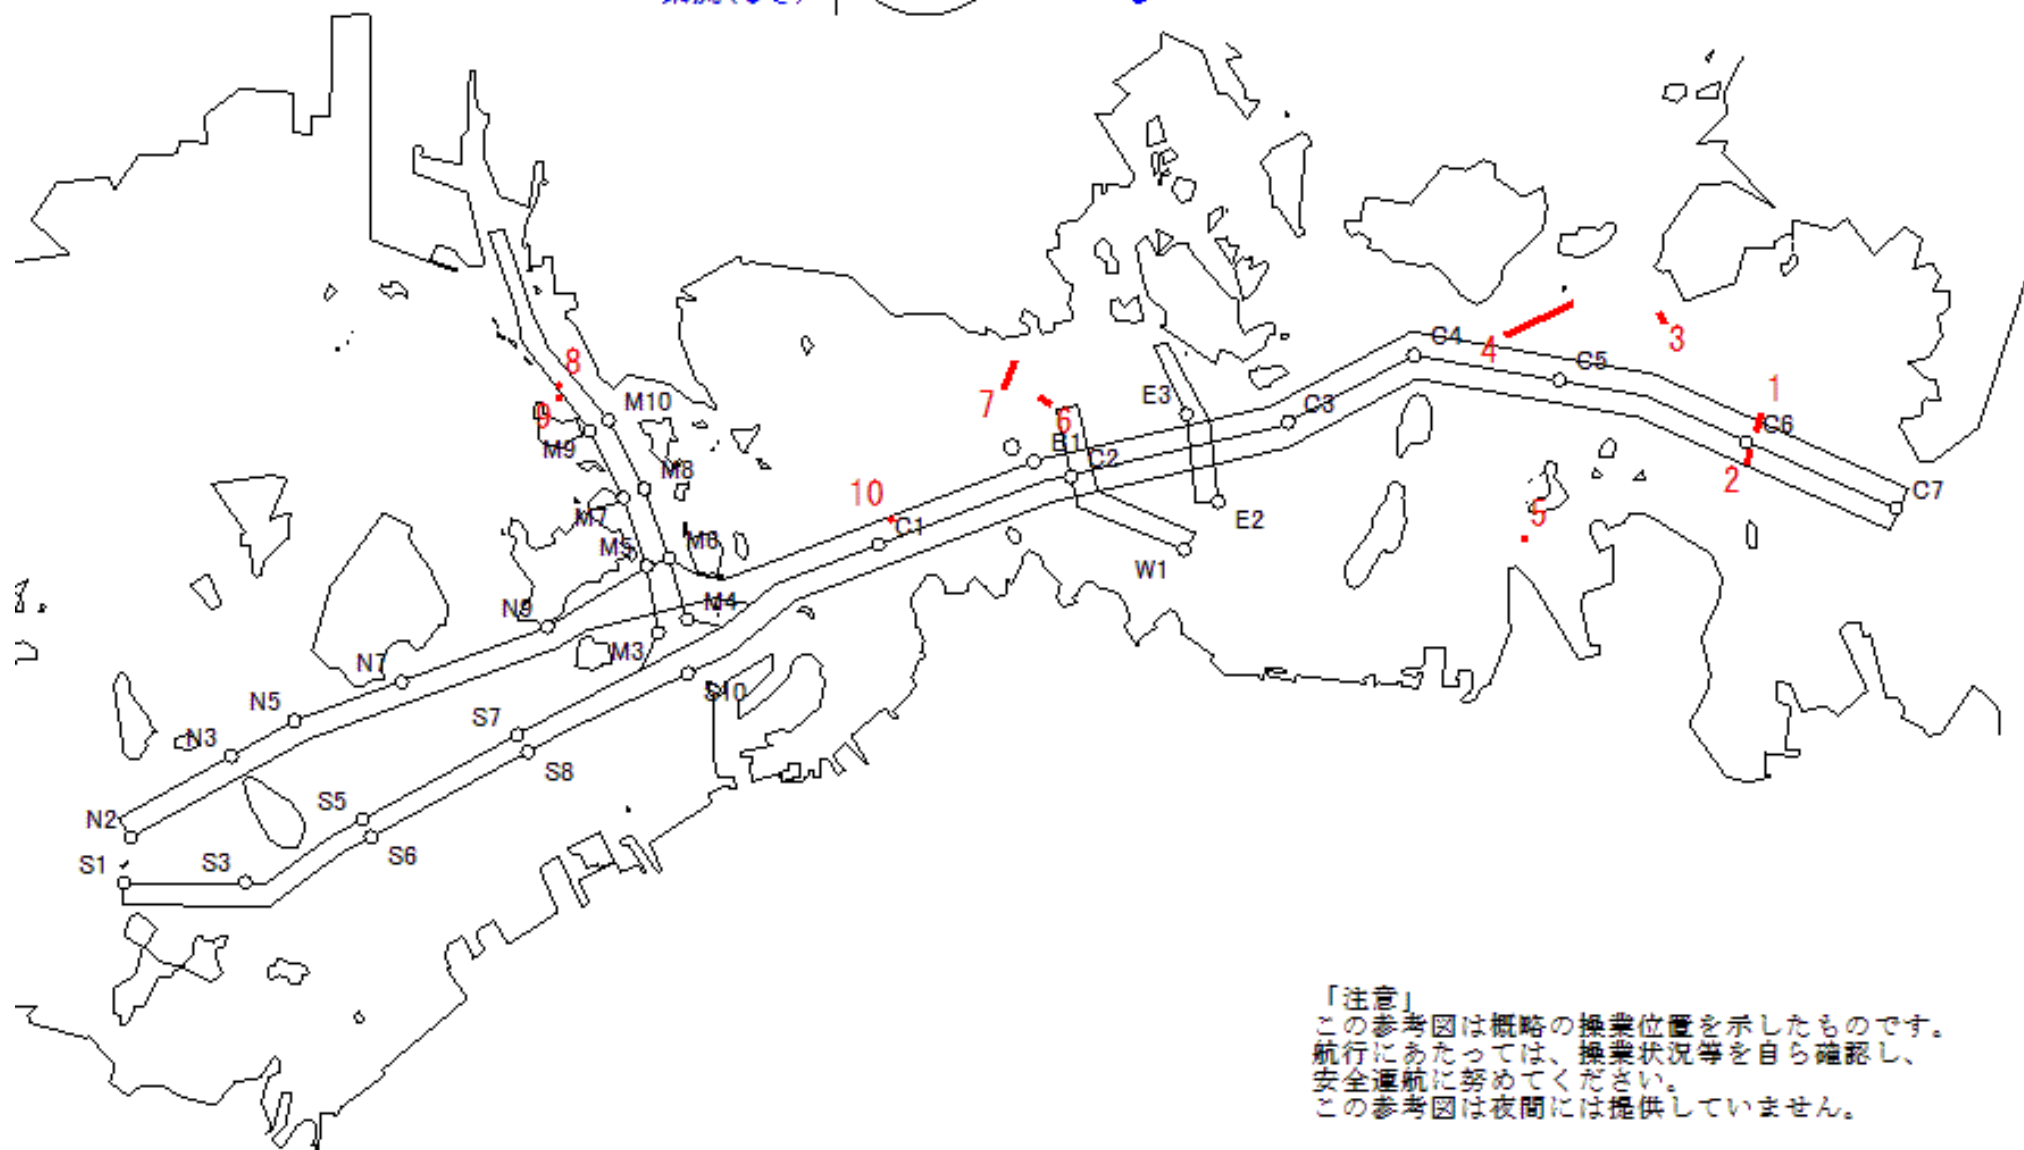 C4
4
3
C5
8
7
1
E3
C3
C6
9
M10
6
B1
M9
C2
2
M8
10
C7
M7
C1
E2
5
M5
M6
W1
N9
M4
M3
N7
S10
N5
S7
N3
S8
S5
N2
S6
S1
S3
「注意」
この参考図は概略の操業位置を示したものです。
航行にあたっては、操業状況等を自ら確認し、
安全運航に努めてください。
この参考図は夜間には提供していません。